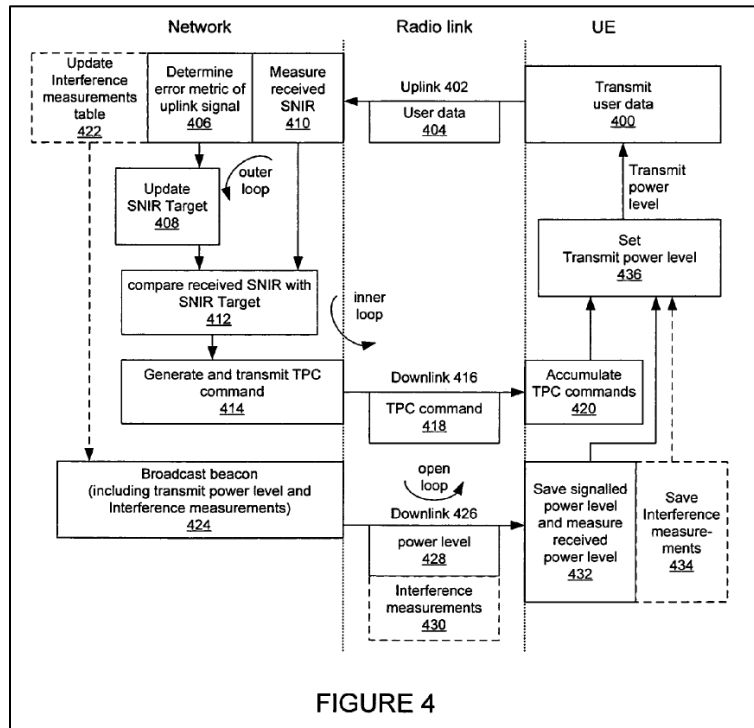 Network
Radio link
UE
Update
Interference
measurements
table
422
Determine
error metric of
uplink signal
406
Measure
received
SNIR
410
Uplink 402
User data
404
Transmit
user data
400
outer
loop
Update
SNIR Target
408
Transmit
power
level
Set
Transmit power level
436
compare received SNIR with
SNIR Target
412
inner
loop
Generate and transmit TPC
command
414
Downlink 416
TPC command
418
Accumulate
TPC commands
420
Broadcast beacon
(including transmit power level and
Interference measurements)
424
open
loop
Downlink 426
power level
428
Interference
measurements
430
Save signalled
power level
and measure
received
power level
432
Save
Interference
measure-
ments
434
FIGURE 4